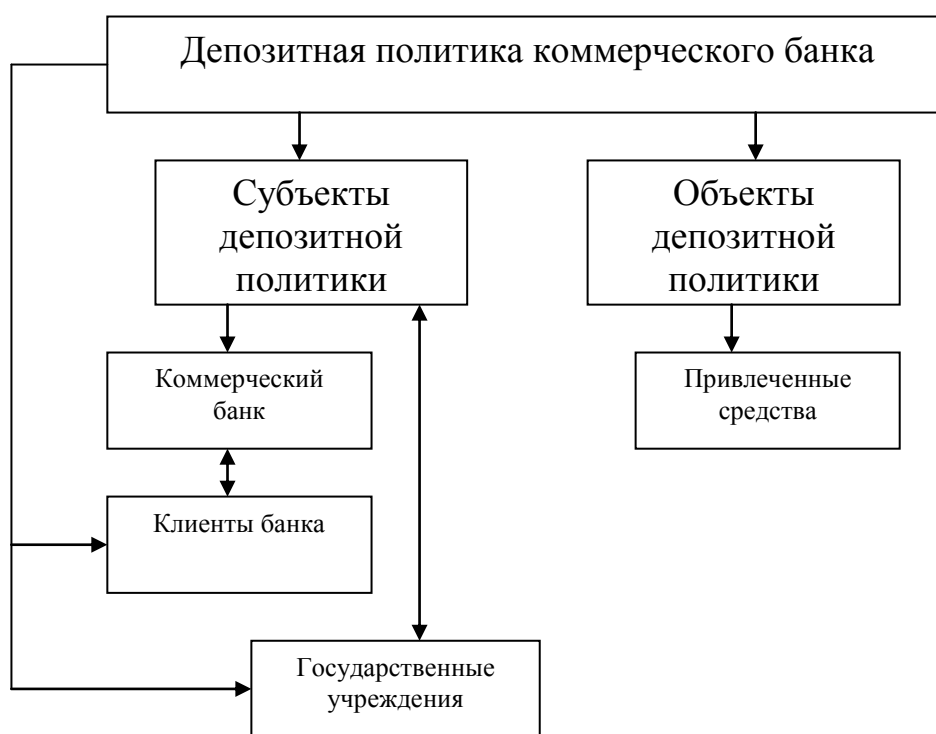 Депозитная политика коммерческого банка
Субъекты
депозитной
политики
Объекты
депозитной
политики
Коммерческий
банк
Привлеченные
средства
Клиенты банка
Государственные
учреждения